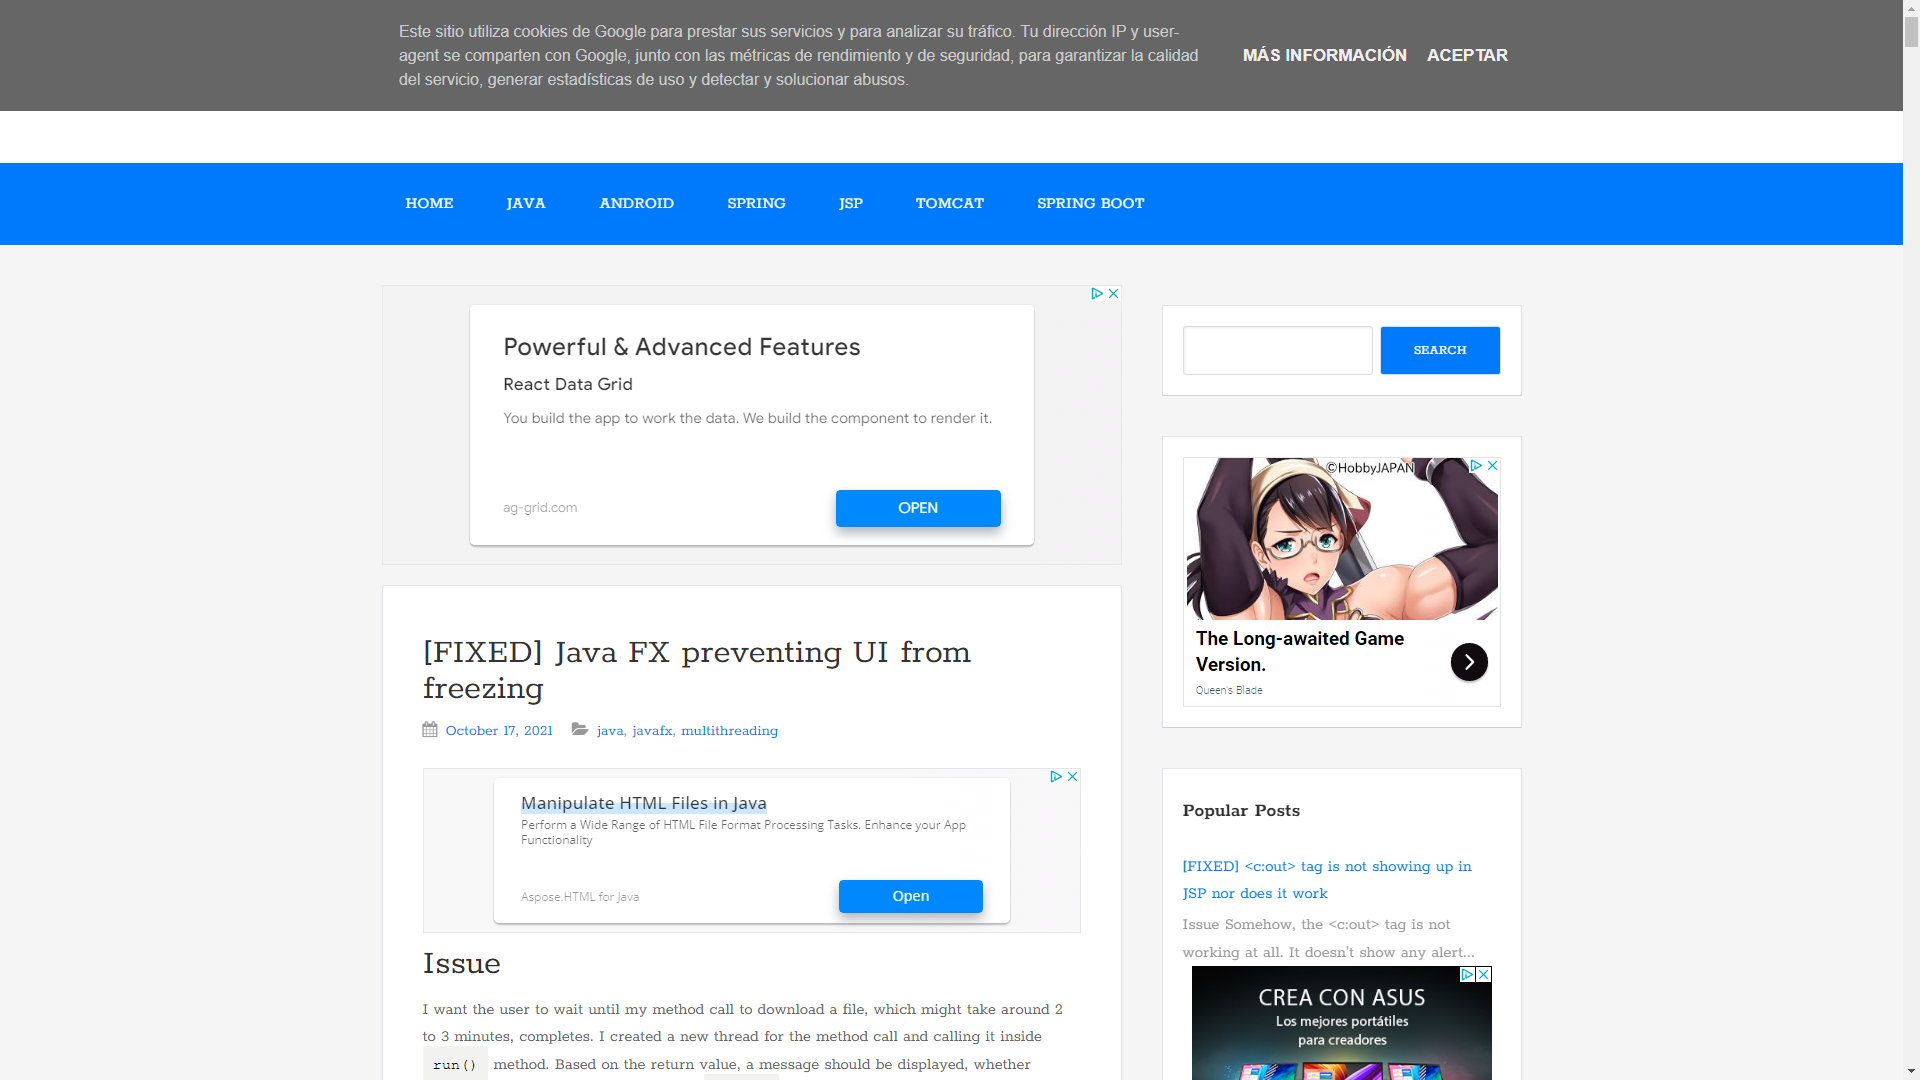 Este sitio utiliza cookies de Google para prestar sus servicios y para analizar su tráfico. Tu dirección IP y user-
agent se comparten con Google, junto con las métricas de rendimiento y de seguridad, para garantizar la calidad
del servicio, generar estadísticas de uso y detectar y solucionar abusos.
MÁS INFORMACIÓN ACEPTAR
HOME JAVA ANDROID SPRING JSP TOMCAT SPRING BOOT
Powerful & Advanced Features
React Data Grid
You build the app to work the data. We build the component to render it.
ag-grid.com
OPEN
[FIXED] Java FX preventing UI from
freezing
October 17, 2021 java, javafx, multithreading
Manipulate HTML Files in Java
Perform a Wide Range of HTML File Format Processing Tasks. Enhance your App
Functionality
Aspose.HTML for Java
Open
Issue
I want the user to wait until my method call to download a file, which might take around 2
to 3 minutes, completes. I created a new thread for the method call and calling it inside
run() method. Based on the return value, a message should be displayed, whether
SEARCH
©HobbyJAPAN
The Long-awaited Game
Version.
Queen's Blade
Popular Posts
[FIXED] <c:out> tag is not showing up in
JSP nor does it work
Issue Somehow, the <c:out> tag is not
working at all. It doesn't show any alert...
CREA CON ASUS
Los mejores portátiles
para creadores